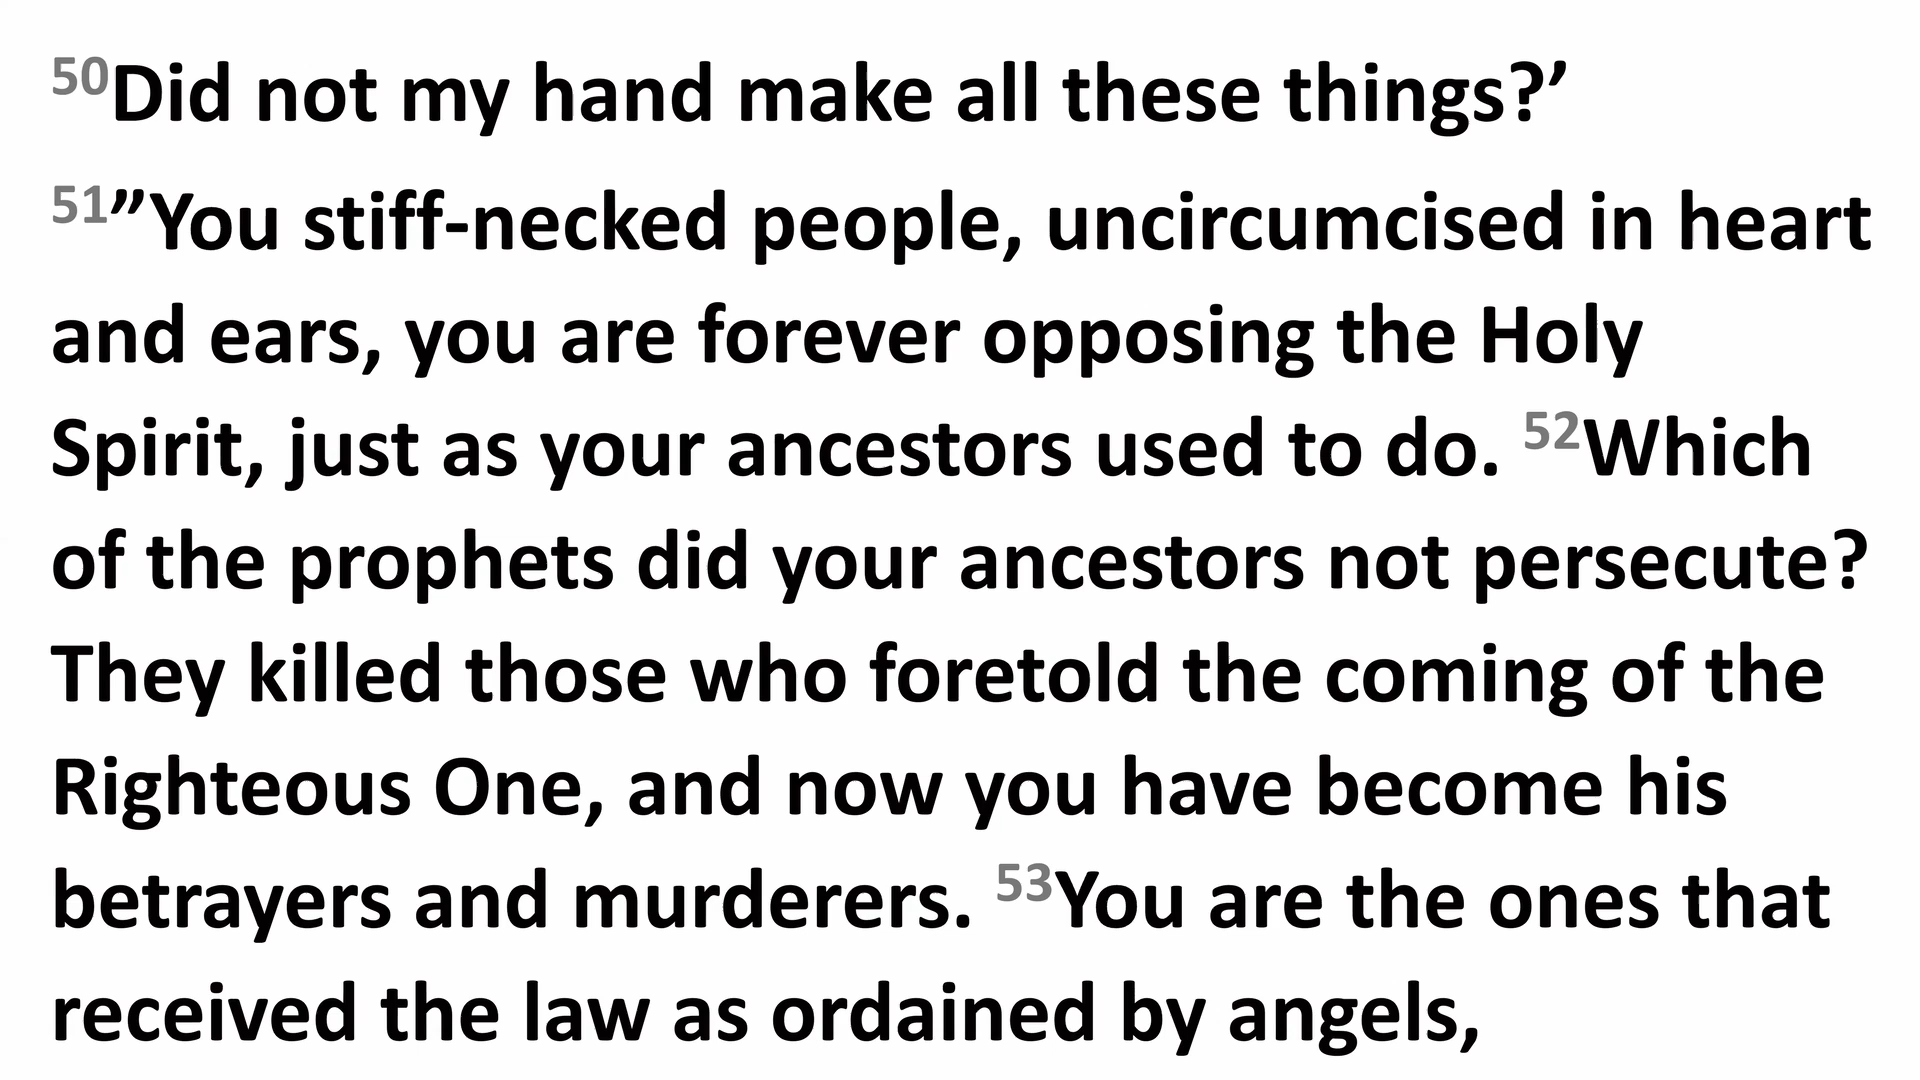 50Did not my hand make all these things?’
51”You stiff-necked people, uncircumcised in heart
and ears, you are forever opposing the Holy
Spirit, just as your ancestors used to do. 52Which
of the prophets did your ancestors not persecute?
They killed those who foretold the coming of the
Righteous One, and now you have become his
betrayers and murderers. 53You are the ones that
received the law as ordained by angels,